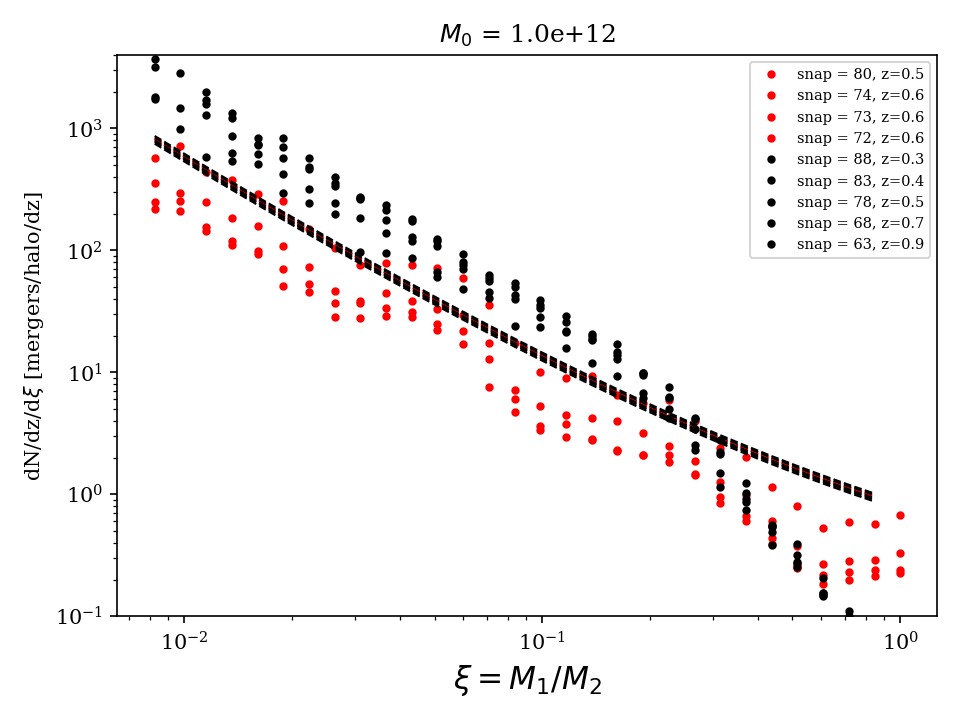 M₀ = 1.0e+12
snap = 80, z=0.5
snap = 74, z=0.6
snap = 73, z=0.6
snap = 72, z=0.6
snap = 88, z=0.3
snap = 83, z=0.4
snap = 78, z=0.5
snap = 68, z=0.7
snap = 63, z=0.9
dN/dz/dξ [mergers/halo/dz]
10³
10²
10¹
10⁰
10⁻¹
10⁻²
10⁻¹
10⁰
ξ = M₁/M₂